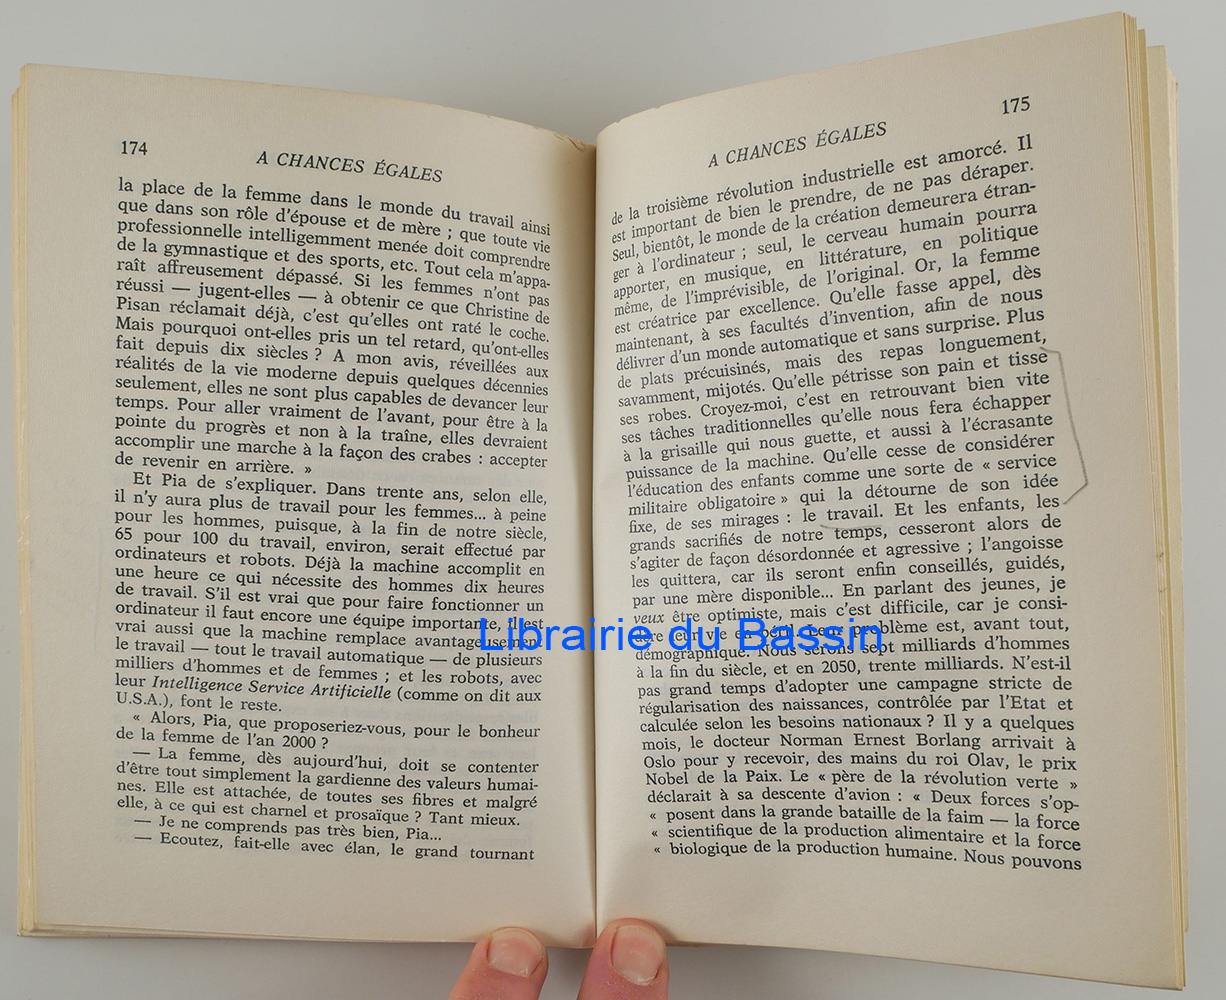 174
A CHANCES ÉGALES
la place de la femme dans le monde du travail ainsi
que dans son rôle d'épouse et de mère ; que toute vie
professionnelle intelligemment menée doit comprendre
de la gymnastique et des sports, etc. Tout cela m'appa-
raît affreusement dépassé. Si les femmes n'ont pas
réussi — jugent-elles — à obtenir ce que Christine de
Pisan réclamait déjà, c'est qu'elles ont raté le coche.
Mais pourquoi ont-elles pris un tel retard, qu'ont-elles
fait depuis dix siècles ? A mon avis, réveillées aux
réalités de la vie moderne depuis quelques décennies
seulement, elles ne sont plus capables de devancer leur
temps. Pour aller vraiment de l'avant, pour être à la
pointe du progrès et non à la traîne, elles devraient
accomplir une marche à la façon des crabes : accepter
de revenir en arrière. »
Et Pia de s'expliquer. Dans trente ans, selon elle,
il n'y aura plus de travail pour les femmes... à peine
pour les hommes, puisque, à la fin de notre siècle,
65 pour 100 du travail, environ, serait effectué par
ordinateurs et robots. Déjà la machine accomplit en
une heure ce qui nécessite des hommes dix heures
de travail. S'il est vrai que pour faire fonctionner un
ordinateur il faut encore une équipe importante, il est
vrai aussi que la machine remplace avantageusement
le travail — tout le travail automatique — de plusieurs
milliers d'hommes et de femmes ; et les robots, avec
leur Intelligence Service Artificielle (comme on dit aux
U.S.A.), font le reste.
« Alors, Pia, que proposeriez-vous, pour le bonheur
de la femme de l'an 2000 ?
— La femme, dès aujourd'hui, doit se contenter
d'être tout simplement la gardienne des valeurs humai-
nes. Elle est attachée, de toutes ses fibres et malgré
elle, à ce qui est charnel et prosaïque ? Tant mieux.
— Je ne comprends pas très bien, Pia...
— Ecoutez, fait-elle avec élan, le grand tournant
175
A CHANCES ÉGALES
de la troisième révolution industrielle est amorcé. Il
est important de bien le prendre, de ne pas déraper.
Seul, bientôt, le monde de la création demeurera étran-
ger à l'ordinateur ; seul, le cerveau humain pourra
apporter, en musique, en littérature, en politique
même, de l'imprévisible, de l'original. Or, la femme
est créatrice par excellence. Qu'elle fasse appel, dès
maintenant, à ses facultés d'invention, afin de nous
délivrer d'un monde automatique et sans surprise. Plus
de plats précuisinés, mais des repas longuement,
savamment, mijotés. Qu'elle pétrisse son pain et tisse
ses robes. Croyez-moi, c'est en retrouvant bien vite
ses tâches traditionnelles qu'elle nous fera échapper
à la grisaille qui nous guette, et aussi à l'écrasante
puissance de la machine. Qu'elle cesse de considérer
l'éducation des enfants comme une sorte de « service
militaire obligatoire » qui la détourne de son idée
fixe, de ses mirages : le travail. Et les enfants, les
grands sacrifiés de notre temps, cesseront alors de
s'agiter de façon désordonnée et agressive ; l'angoisse
les quittera, car ils seront enfin conseillés, guidés,
par une mère disponible... En parlant des jeunes, je
veux être optimiste, mais c'est difficile, car je consi-
dère leur vie en péril. Leur problème est, avant tout,
démographique. Nous serons sept milliards d'hommes
à la fin du siècle, et en 2050, trente milliards. N'est-il
pas grand temps d'adopter une campagne stricte de
régularisation des naissances, contrôlée par l'Etat et
calculée selon les besoins nationaux ? Il y a quelques
mois, le docteur Norman Ernest Borlang arrivait à
Oslo pour y recevoir, des mains du roi Olav, le prix
Nobel de la Paix. Le « père de la révolution verte »
déclarait à sa descente d'avion : « Deux forces s'op-
« posent dans la grande bataille de la faim — la force
« scientifique de la production alimentaire et la force
« biologique de la production humaine. Nous pouvons
Librairie du Bassin